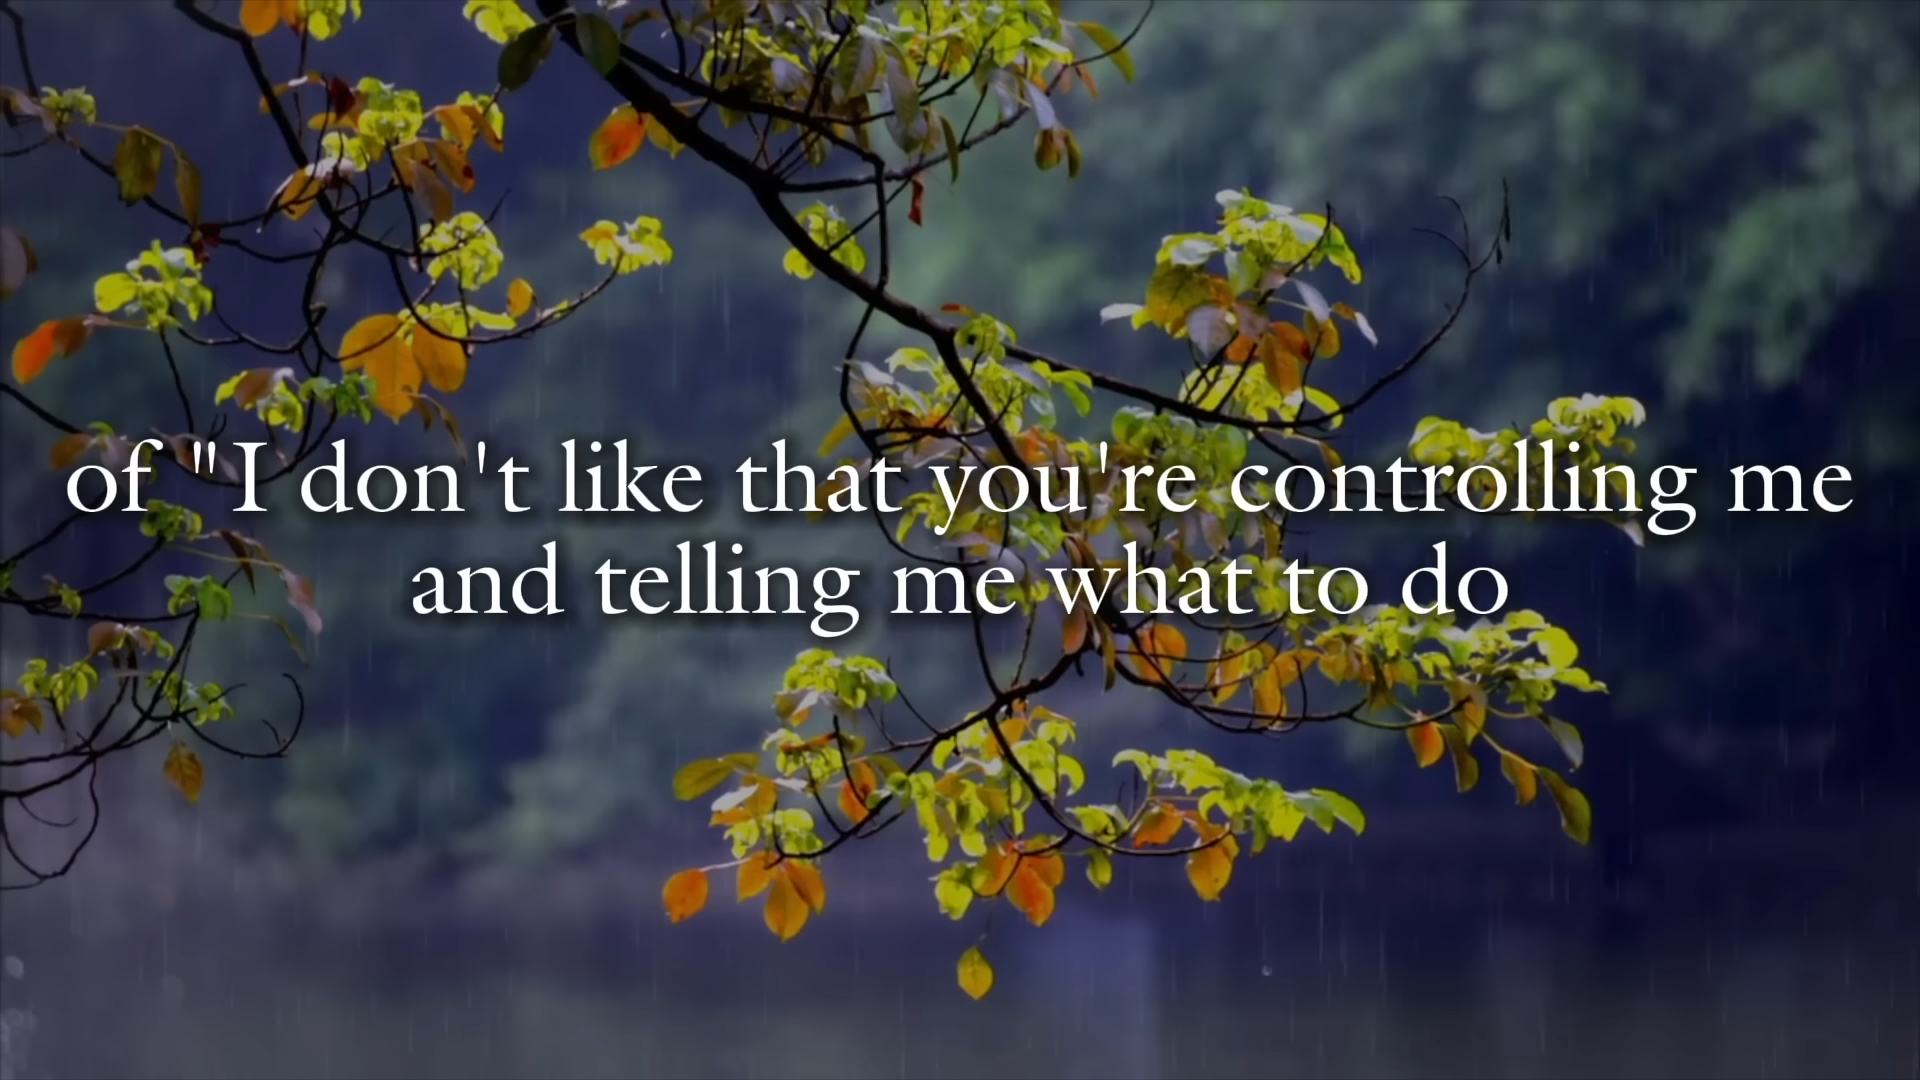 of "I don't like that you're controlling me
and telling me what to do